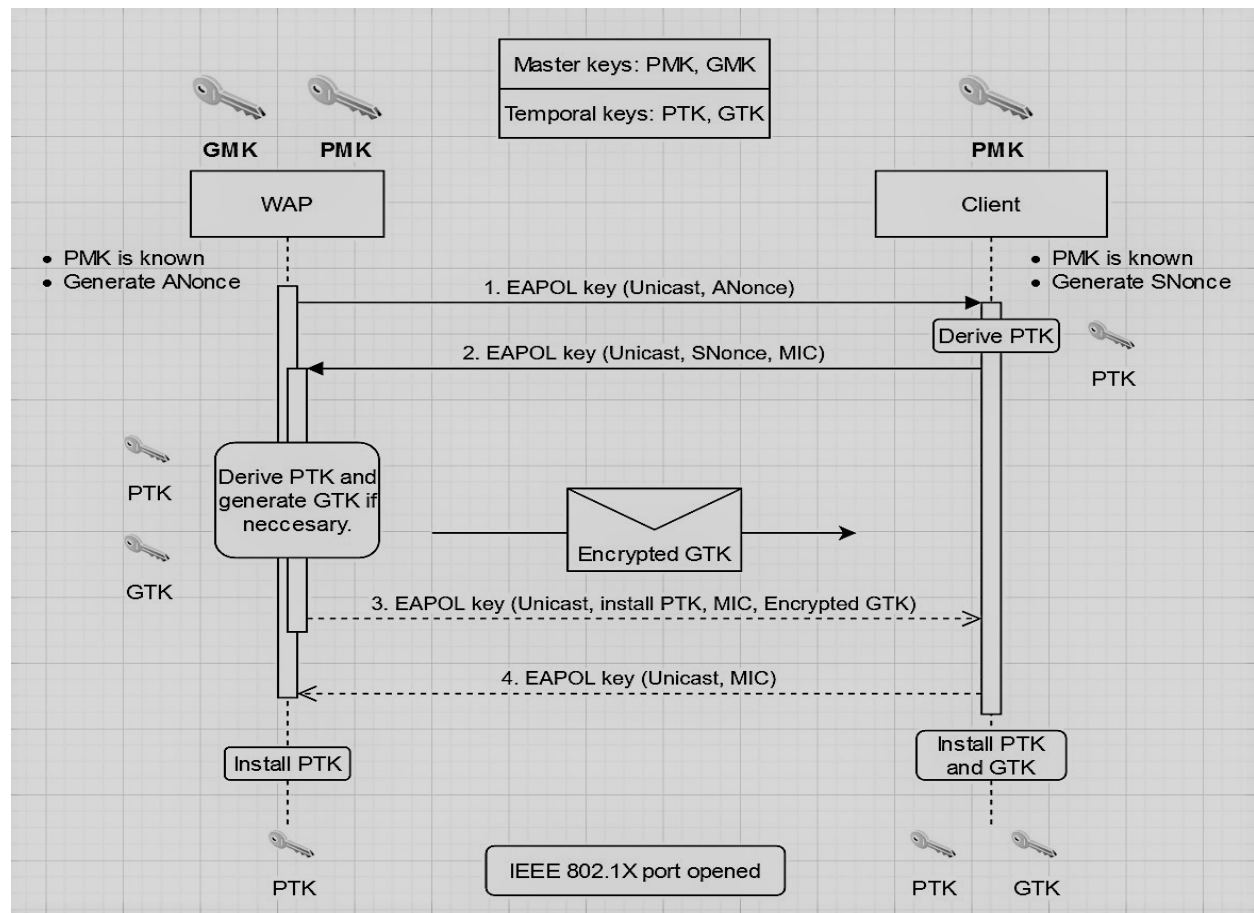 Master keys: PMK, GMK
Temporal keys: PTK, GTK
GMK
PMK
PMK
WAP
Client
• PMK is known
• Generate ANonce
• PMK is known
• Generate SNonce
1. EAPOL key (Unicast, ANonce)
Derive PTK
PTK
2. EAPOL key (Unicast, SNonce, MIC)
PTK
GTK
Derive PTK and
generate GTK if
neccesary.
Encrypted GTK
3. EAPOL key (Unicast, install PTK, MIC, Encrypted GTK)
4. EAPOL key (Unicast, MIC)
Install PTK
Install PTK
and GTK
PTK
IEEE 802.1X port opened
PTK
GTK